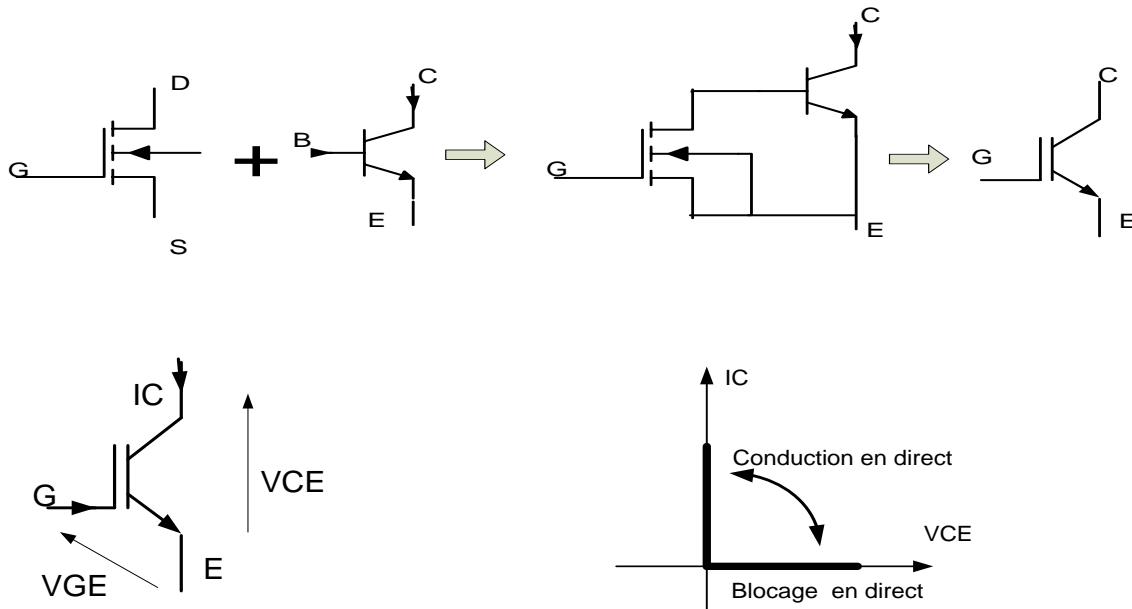 D
G
S
+
B
C
E
G
C
E
G
C
E
IC
G
VCE
VGE
E
IC
Conduction en direct
VCE
Blocage en direct